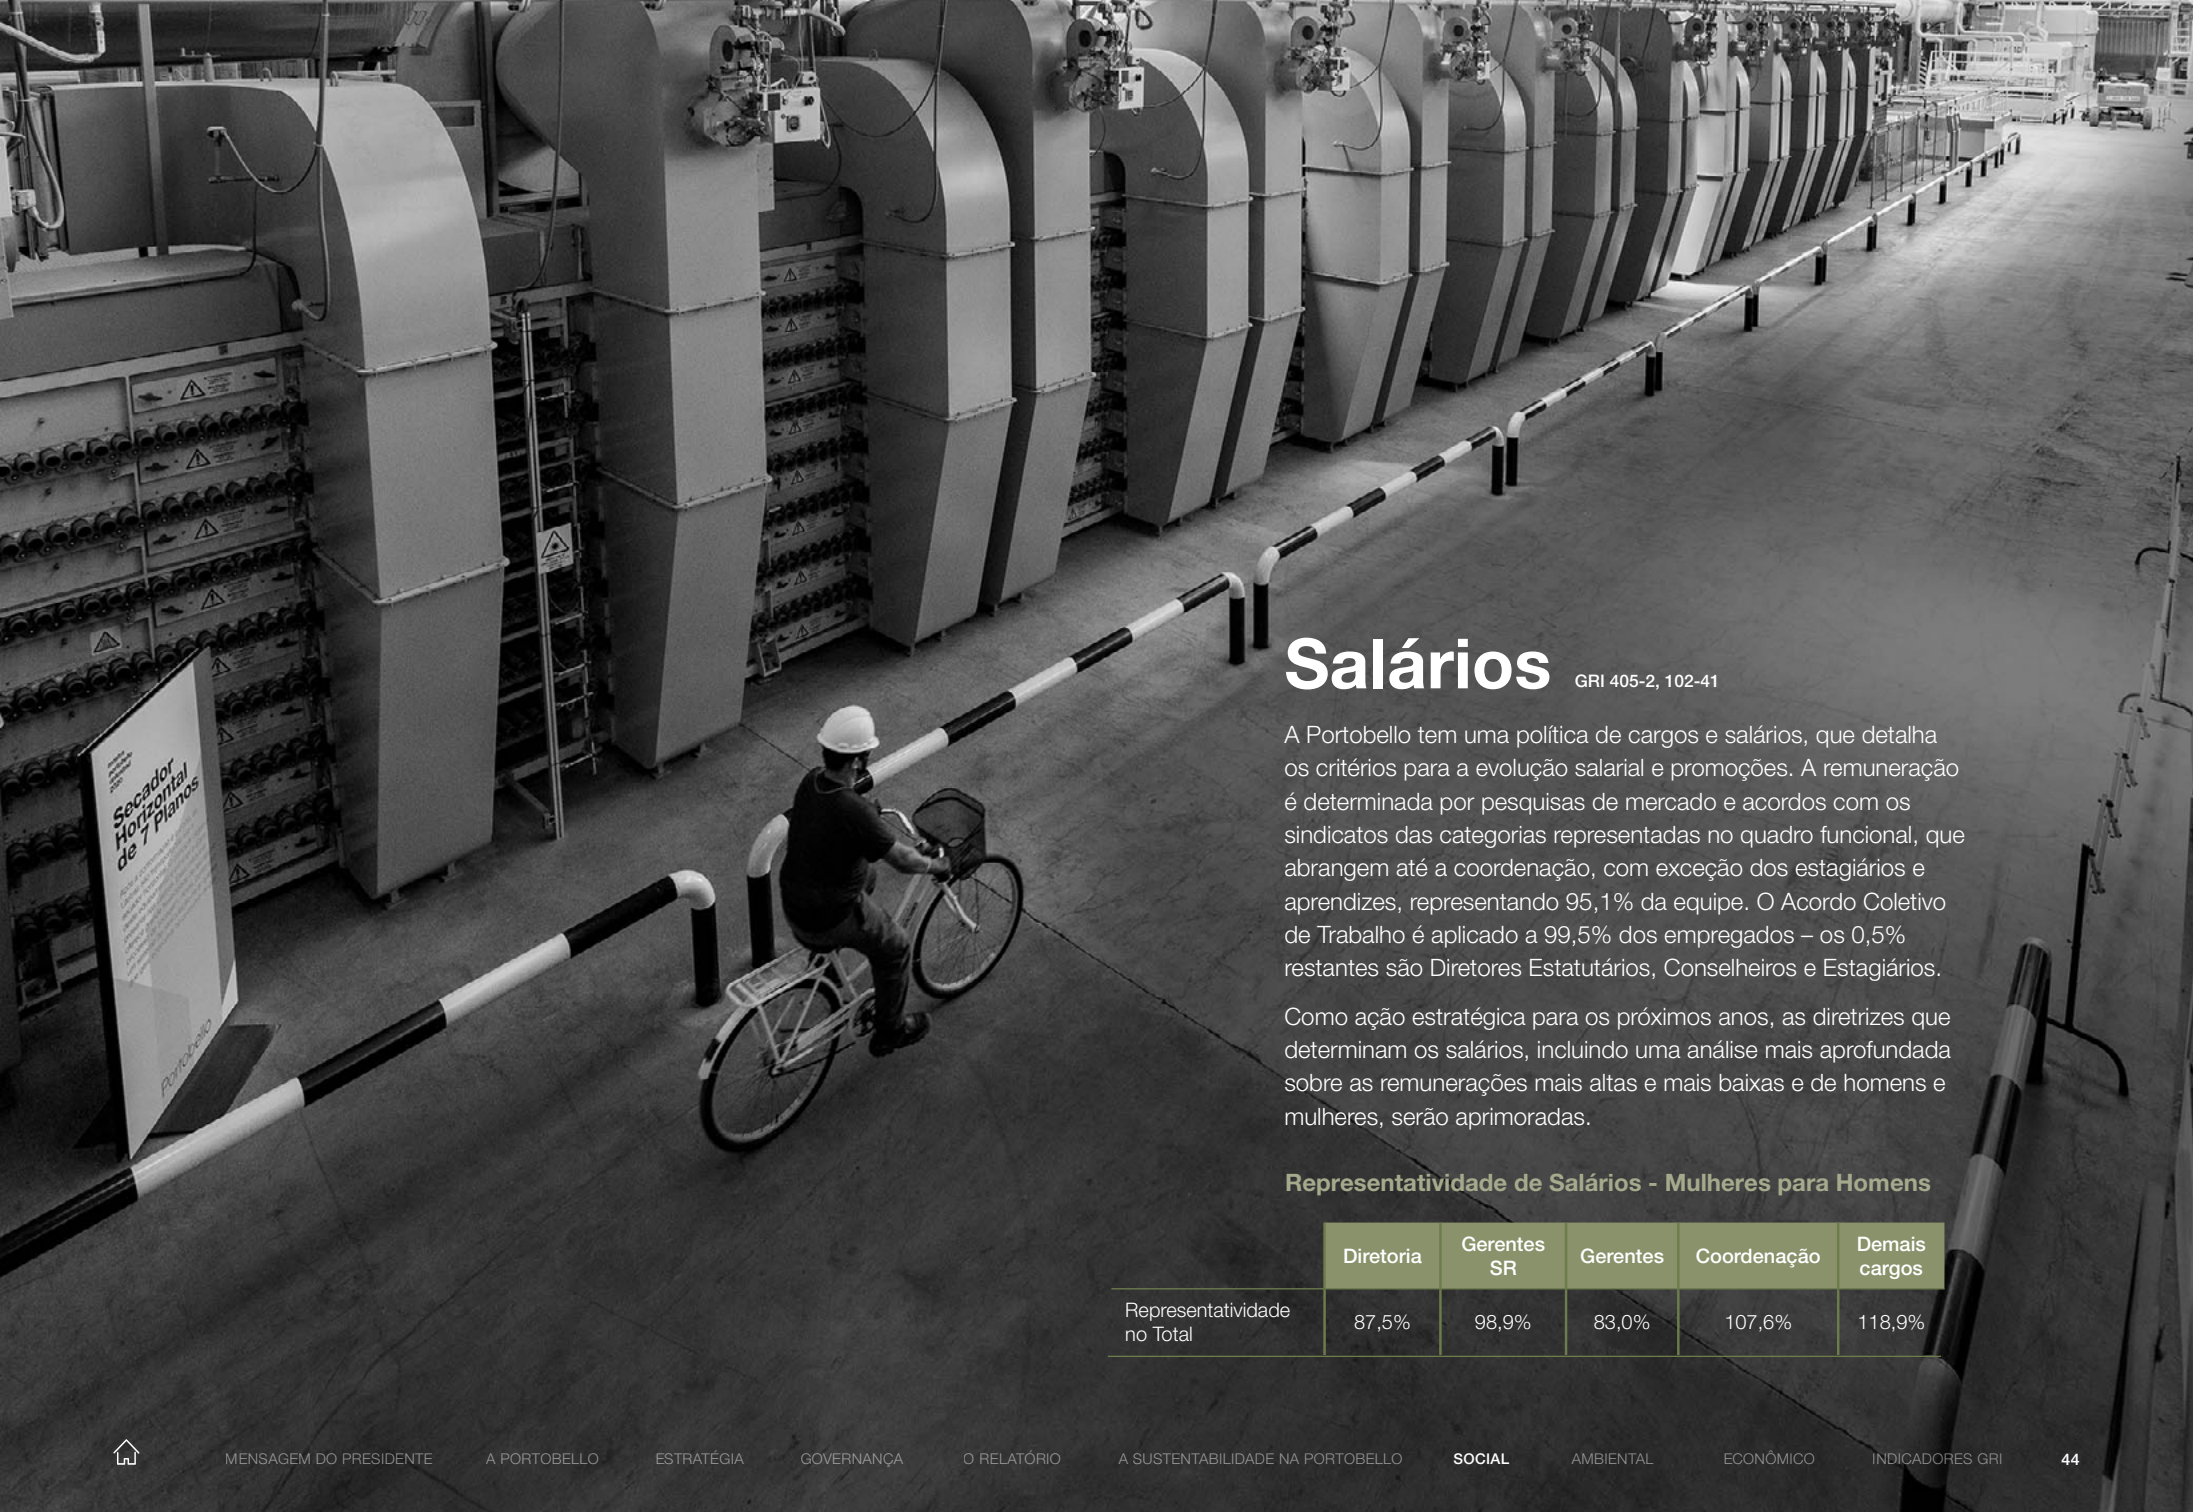 Secador
Horizontal
de 7 Planos
Portobello
Salários GRI 405-2, 102-41
A Portobello tem uma política de cargos e salários, que detalha
os critérios para a evolução salarial e promoções. A remuneração
é determinada por pesquisas de mercado e acordos com os
sindicatos das categorias representadas no quadro funcional, que
abrangem até a coordenação, com exceção dos estagiários e
aprendizes, representando 95,1% da equipe. O Acordo Coletivo
de Trabalho é aplicado a 99,5% dos empregados – os 0,5%
restantes são Diretores Estatutários, Conselheiros e Estagiários.
Como ação estratégica para os próximos anos, as diretrizes que
determinam os salários, incluindo uma análise mais aprofundada
sobre as remunerações mais altas e mais baixas e de homens e
mulheres, serão aprimoradas.
Representatividade de Salários - Mulheres para Homens
Diretoria Gerentes SR Gerentes Coordenação Demais cargos
Representatividade no Total 87,5% 98,9% 83,0% 107,6% 118,9%
MENSAGEM DO PRESIDENTE A PORTOBELLO ESTRATÉGIA GOVERNANÇA O RELATÓRIO A SUSTENTABILIDADE NA PORTOBELLO SOCIAL AMBIENTAL ECONÔMICO INDICADORES GRI 44